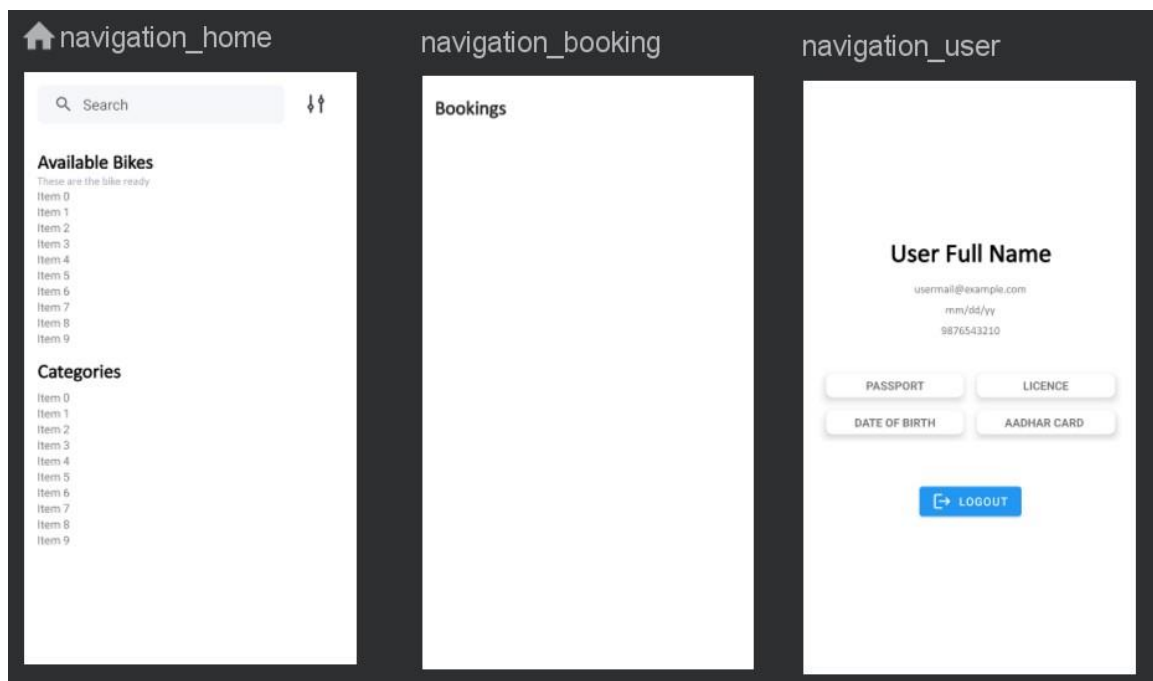 navigation_home
Search
Available Bikes
These are the bike ready
Item 0
Item 1
Item 2
Item 3
Item 4
Item 5
Item 6
Item 7
Item 8
Item 9
Categories
Item 0
Item 1
Item 2
Item 3
Item 4
Item 5
Item 6
Item 7
Item 8
Item 9
navigation_booking
Bookings
navigation_user
User Full Name
usermail@example.com
mm/dd/yy
9876543210
PASSPORT LICENCE
DATE OF BIRTH AADHAR CARD
LOGOUT